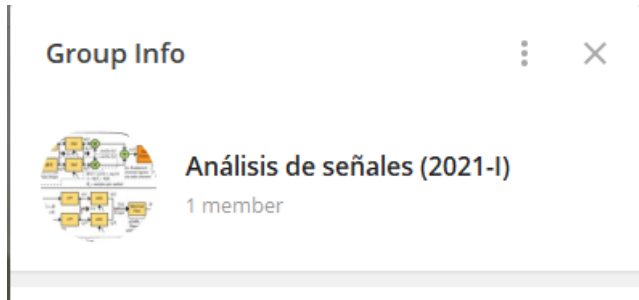 Group Info
Análisis de señales (2021-I)
1 member